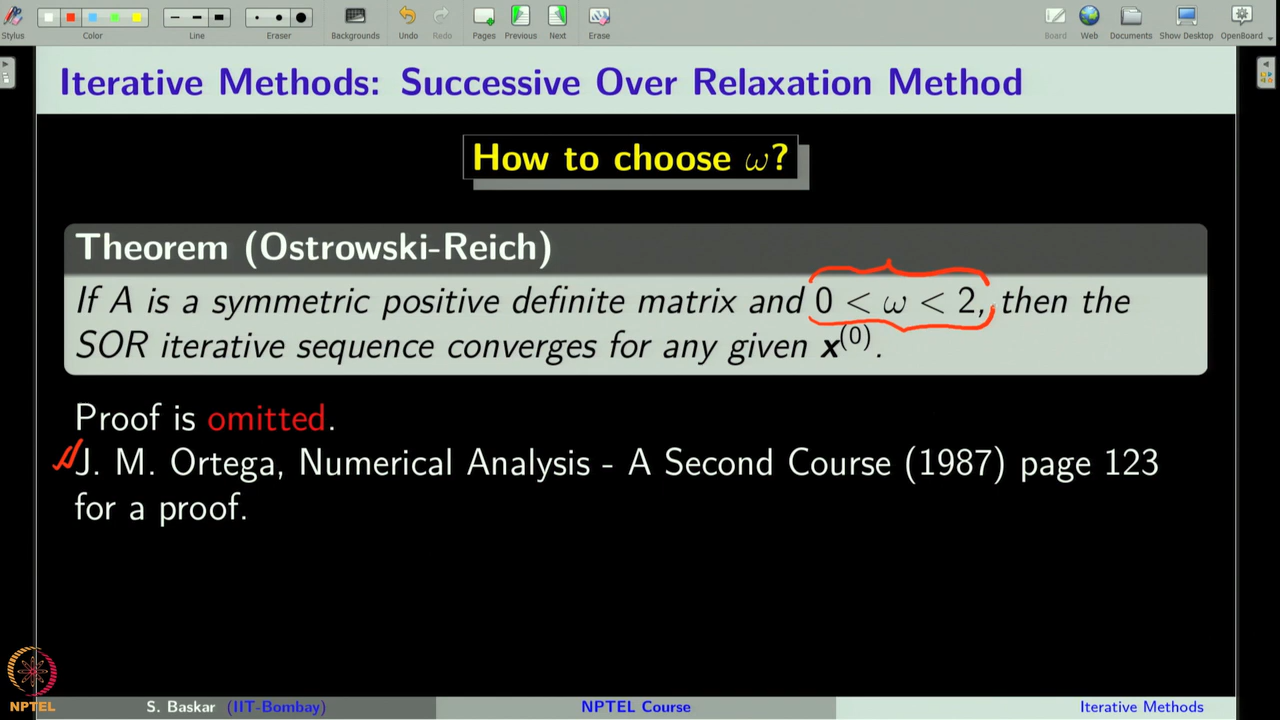 Stylus
Color
Line
Eraser
Backgrounds
Undo
Redo
Pages
Previous
Next
Erase
Board
Web
Documents
Show Desktop
OpenBoard
Iterative Methods: Successive Over Relaxation Method
How to choose ω?
Theorem (Ostrowski-Reich)
If A is a symmetric positive definite matrix and 0 < ω < 2, then the
SOR iterative sequence converges for any given x⁽⁰⁾.
Proof is omitted.
J. M. Ortega, Numerical Analysis - A Second Course (1987) page 123
for a proof.
NPTEL
S. Baskar (IIT-Bombay)
NPTEL Course
Iterative Methods